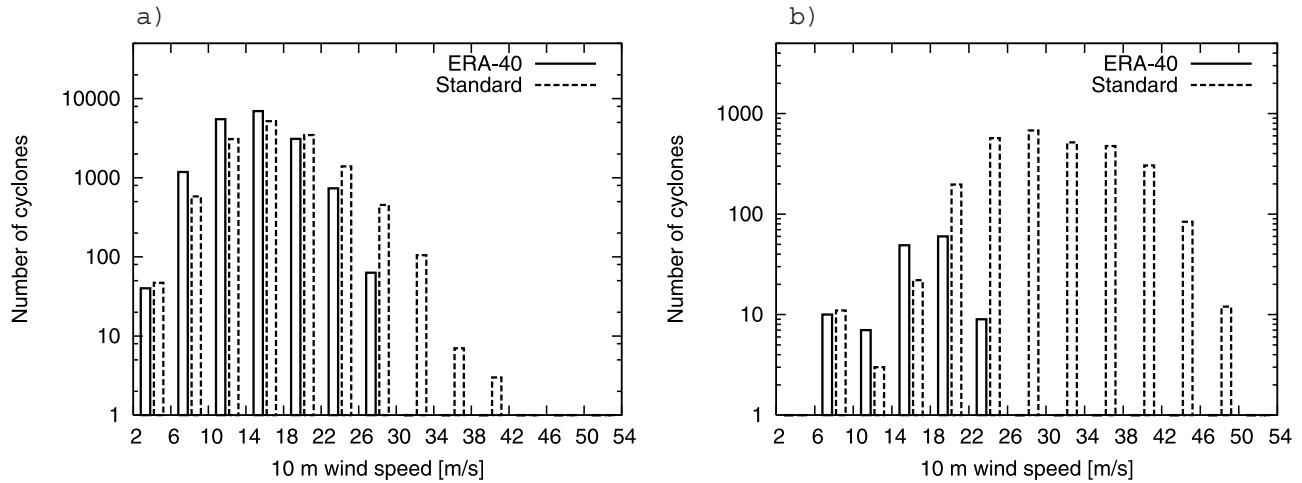 a)
ERA-40
Standard
10000
1000
100
10
1
Number of cyclones
2 6 10 14 18 22 26 30 34 38 42 46 50 54
10 m wind speed [m/s]
b)
ERA-40
Standard
1000
100
10
1
Number of cyclones
2 6 10 14 18 22 26 30 34 38 42 46 50 54
10 m wind speed [m/s]